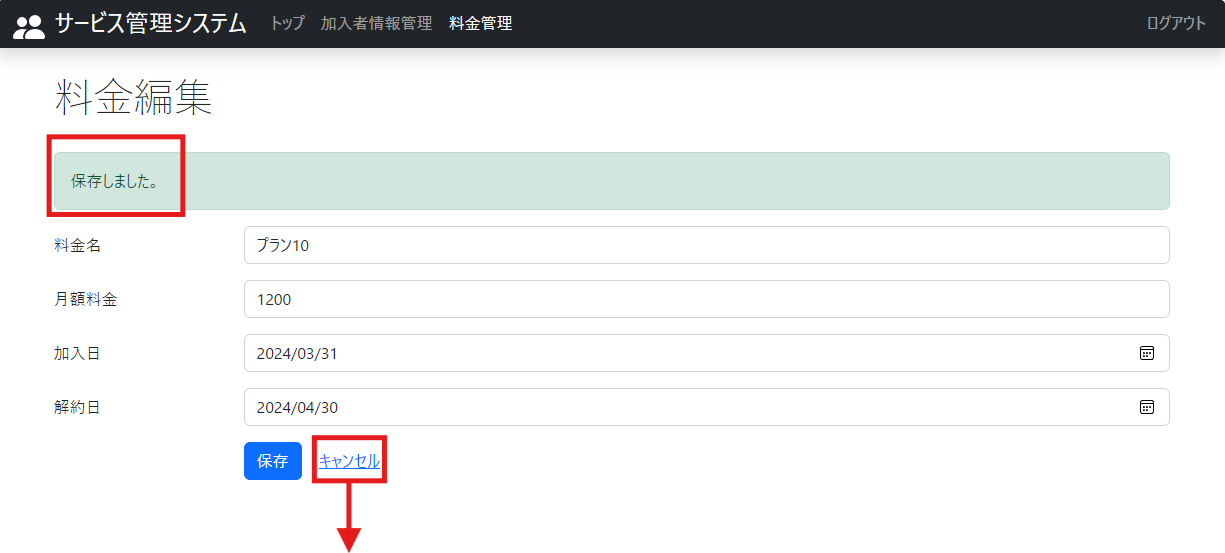 サービス管理システム トップ 加入者情報管理 料金管理 ログアウト
料金編集
保存しました。
料金名 プラン10
月額料金 1200
加入日 2024/03/31
解約日 2024/04/30
保存 キャンセル